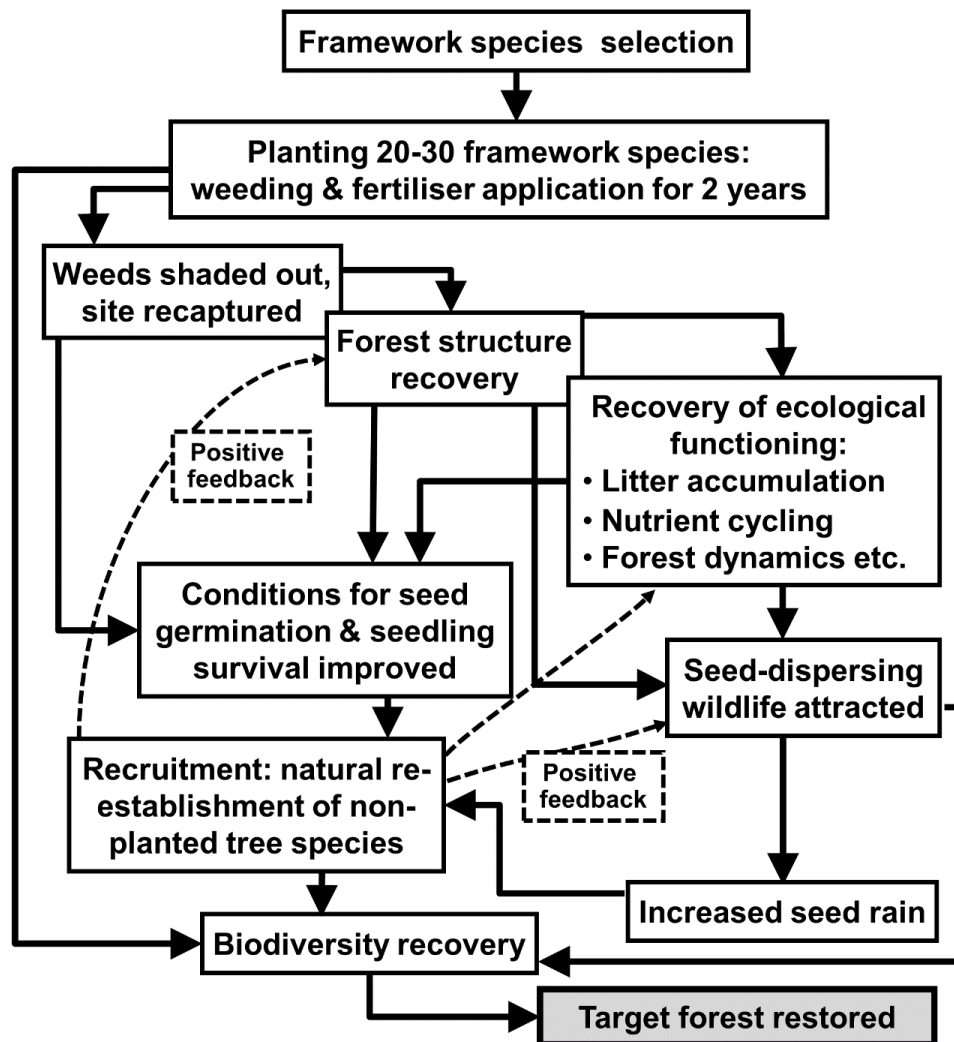 Framework species selection
Planting 20-30 framework species:
weeding & fertiliser application for 2 years
Weeds shaded out,
site recaptured
Forest structure
recovery
Recovery of ecological
functioning:
• Litter accumulation
• Nutrient cycling
• Forest dynamics etc.
Positive
feedback
Conditions for seed
germination & seedling
survival improved
Seed-dispersing
wildlife attracted
Recruitment: natural re-
establishment of non-
planted tree species
Positive
feedback
Increased seed rain
Biodiversity recovery
Target forest restored